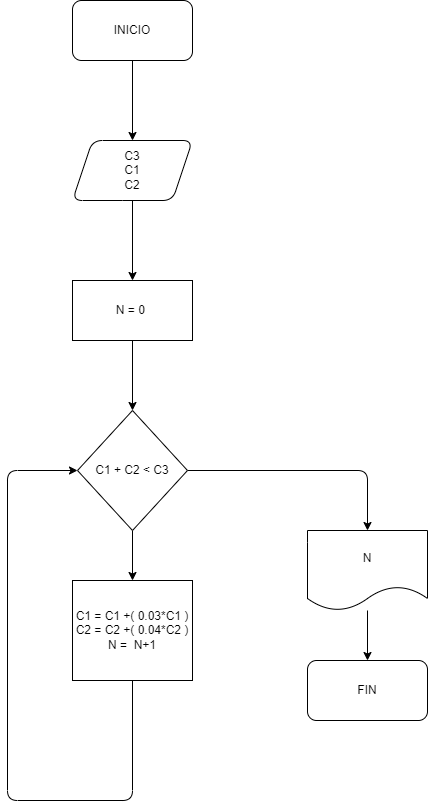 INICIO
C3
C1
C2
N = 0
C1 + C2 < C3
C1 = C1 +( 0.03*C1 )
C2 = C2 +( 0.04*C2 )
N =  N+1
N
FIN